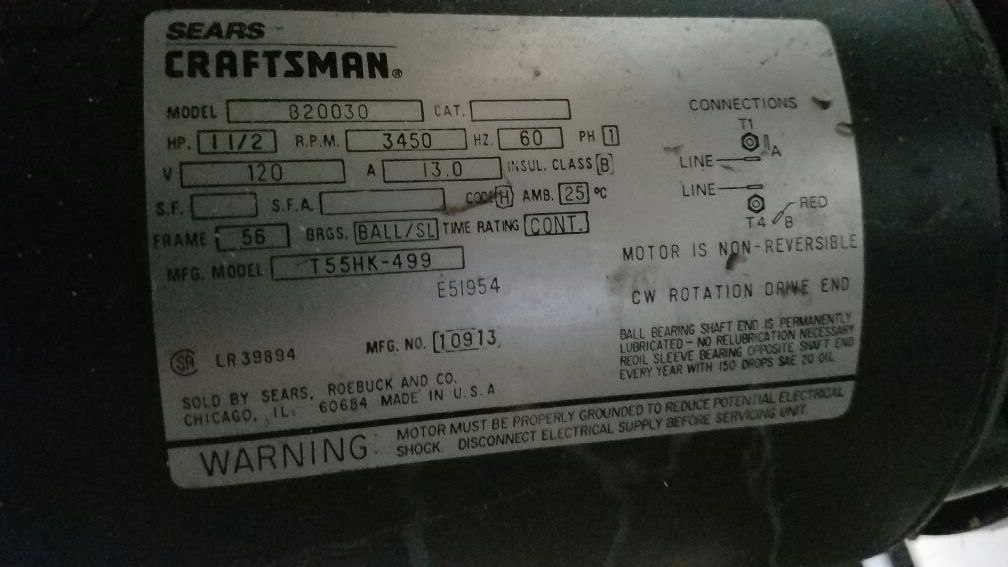 SEARS
CRAFTSMAN®
MODEL 820030 CAT.
HP. 1 1/2 R.P.M. 3450 HZ. 60 PH 1
V 120 A 13.0 INSUL. CLASS B
S.F. S.F.A. CODE H AMB. 25 °C
FRAME 56 BRGS. BALL/SL TIME RATING CONT.
MFG. MODEL T55HK-499
E51954
SA LR39894 MFG. NO. 10913
SOLD BY SEARS, ROEBUCK AND CO.
CHICAGO, IL. 60684 MADE IN U.S.A
CONNECTIONS
T1
A
LINE
LINE
RED
T4 B
MOTOR IS NON-REVERSIBLE
CW ROTATION DRIVE END
BALL BEARING SHAFT END IS PERMANENTLY
LUBRICATED - NO RELUBRICATION NECESSARY
REOIL SLEEVE BEARING OPPOSITE SHAFT END
EVERY YEAR WITH 150 DROPS SAE 20 OIL
WARNING: MOTOR MUST BE PROPERLY GROUNDED TO REDUCE POTENTIAL ELECTRICAL
SHOCK. DISCONNECT ELECTRICAL SUPPLY BEFORE SERVICING UNIT.